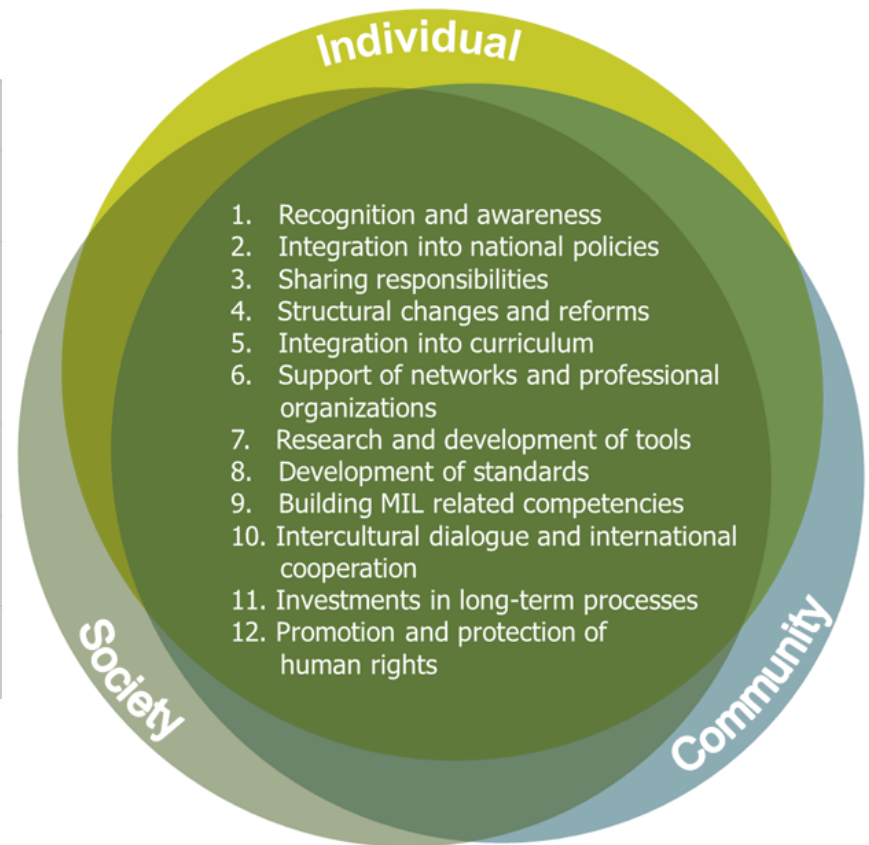 Individual
1. Recognition and awareness
2. Integration into national policies
3. Sharing responsibilities
4. Structural changes and reforms
5. Integration into curriculum
6. Support of networks and professional
organizations
7. Research and development of tools
8. Development of standards
9. Building MIL related competencies
10. Intercultural dialogue and international
cooperation
11. Investments in long-term processes
12. Promotion and protection of
human rights
Society
Community